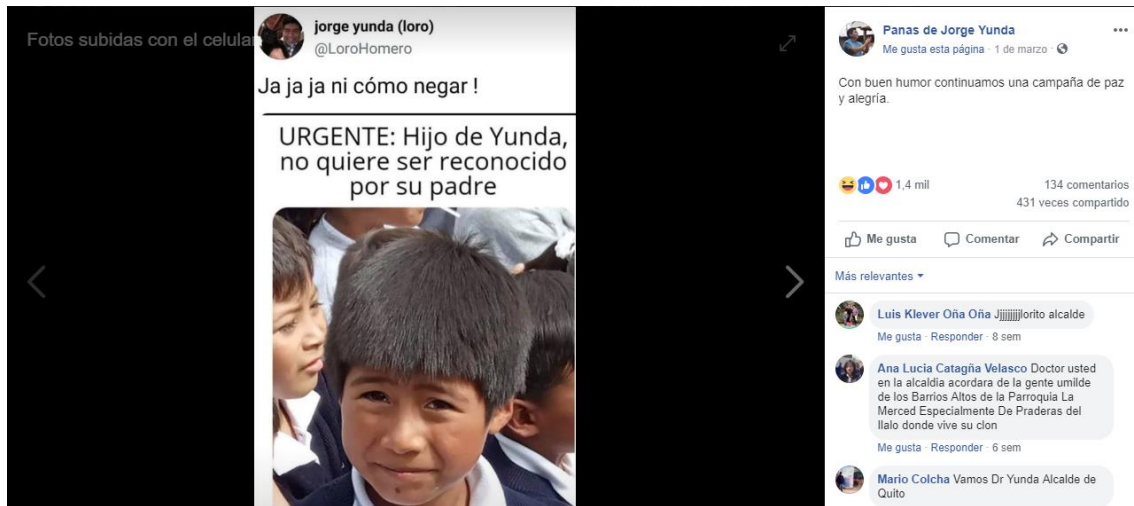 Fotos subidas con el celular
jorge yunda (loro)
@LoroHomero
Ja ja ja ni cómo negar !
URGENTE: Hijo de Yunda,
no quiere ser reconocido
por su padre
Panas de Jorge Yunda
Me gusta esta página · 1 de marzo ·
Con buen humor continuamos una campaña de paz
y alegría.
1,4 mil
134 comentarios
431 veces compartido
Me gusta
Comentar
Compartir
Más relevantes
Luis Klever Oña Oña Jjjjjjjjjlorito alcalde
Me gusta · Responder · 8 sem
Ana Lucia Catagña Velasco Doctor usted
en la alcaldia acordara de la gente umilde
de los Barrios Altos de la Parroquia La
Merced Especialmente De Praderas del
Ilalo donde vive su clon
Me gusta · Responder · 6 sem
Mario Colcha Vamos Dr Yunda Alcalde de
Quito